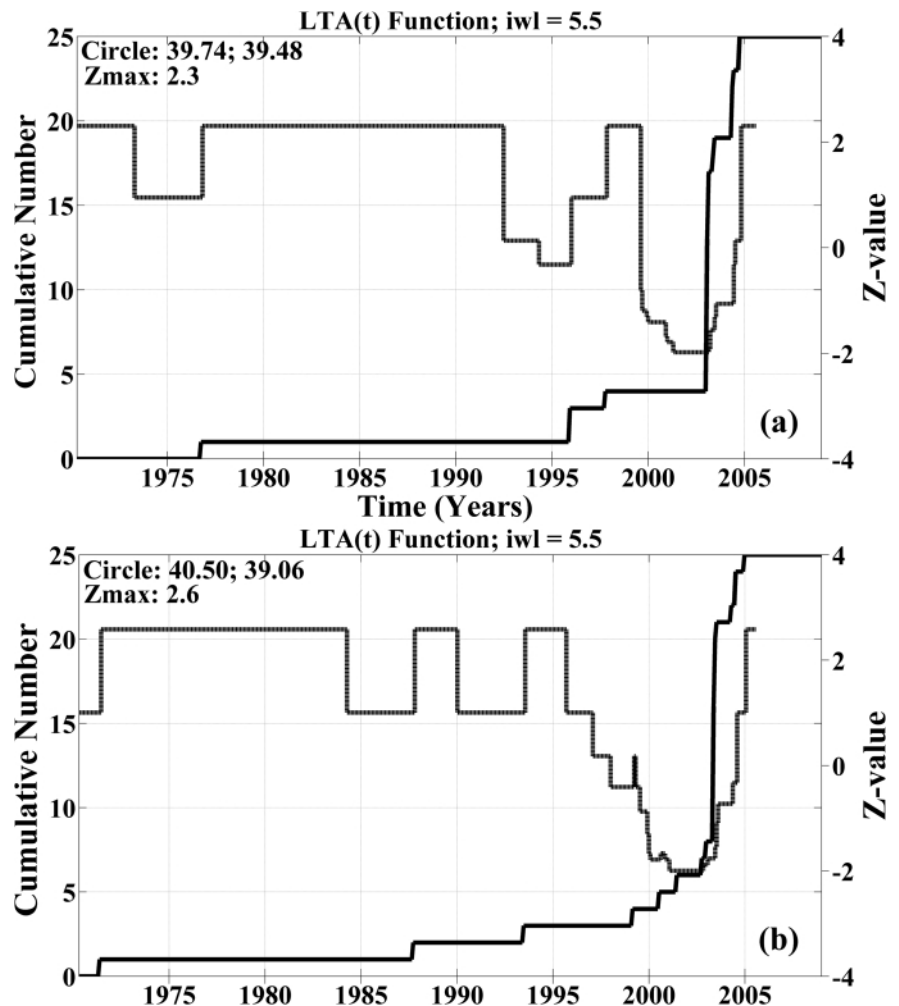 LTA(t) Function; iwl = 5.5
Circle: 39.74; 39.48
Zmax: 2.3
25
20
15
10
5
0
Cumulative Number
4
2
0
-2
-4
Z-value
(a)
1975 1980 1985 1990 1995 2000 2005
Time (Years)
LTA(t) Function; iwl = 5.5
Circle: 40.50; 39.06
Zmax: 2.6
25
20
15
10
5
0
Cumulative Number
4
2
0
-2
-4
Z-value
(b)
1975 1980 1985 1990 1995 2000 2005